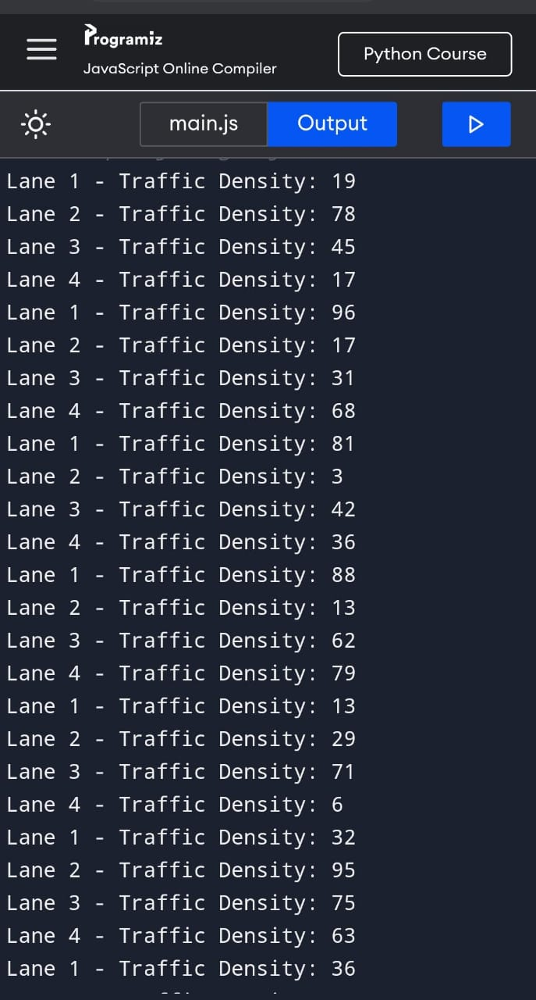 Programiz
JavaScript Online Compiler
Python Course
main.js
Output
Lane 1 - Traffic Density: 19
Lane 2 - Traffic Density: 78
Lane 3 - Traffic Density: 45
Lane 4 - Traffic Density: 17
Lane 1 - Traffic Density: 96
Lane 2 - Traffic Density: 17
Lane 3 - Traffic Density: 31
Lane 4 - Traffic Density: 68
Lane 1 - Traffic Density: 81
Lane 2 - Traffic Density: 3
Lane 3 - Traffic Density: 42
Lane 4 - Traffic Density: 36
Lane 1 - Traffic Density: 88
Lane 2 - Traffic Density: 13
Lane 3 - Traffic Density: 62
Lane 4 - Traffic Density: 79
Lane 1 - Traffic Density: 13
Lane 2 - Traffic Density: 29
Lane 3 - Traffic Density: 71
Lane 4 - Traffic Density: 6
Lane 1 - Traffic Density: 32
Lane 2 - Traffic Density: 95
Lane 3 - Traffic Density: 75
Lane 4 - Traffic Density: 63
Lane 1 - Traffic Density: 36